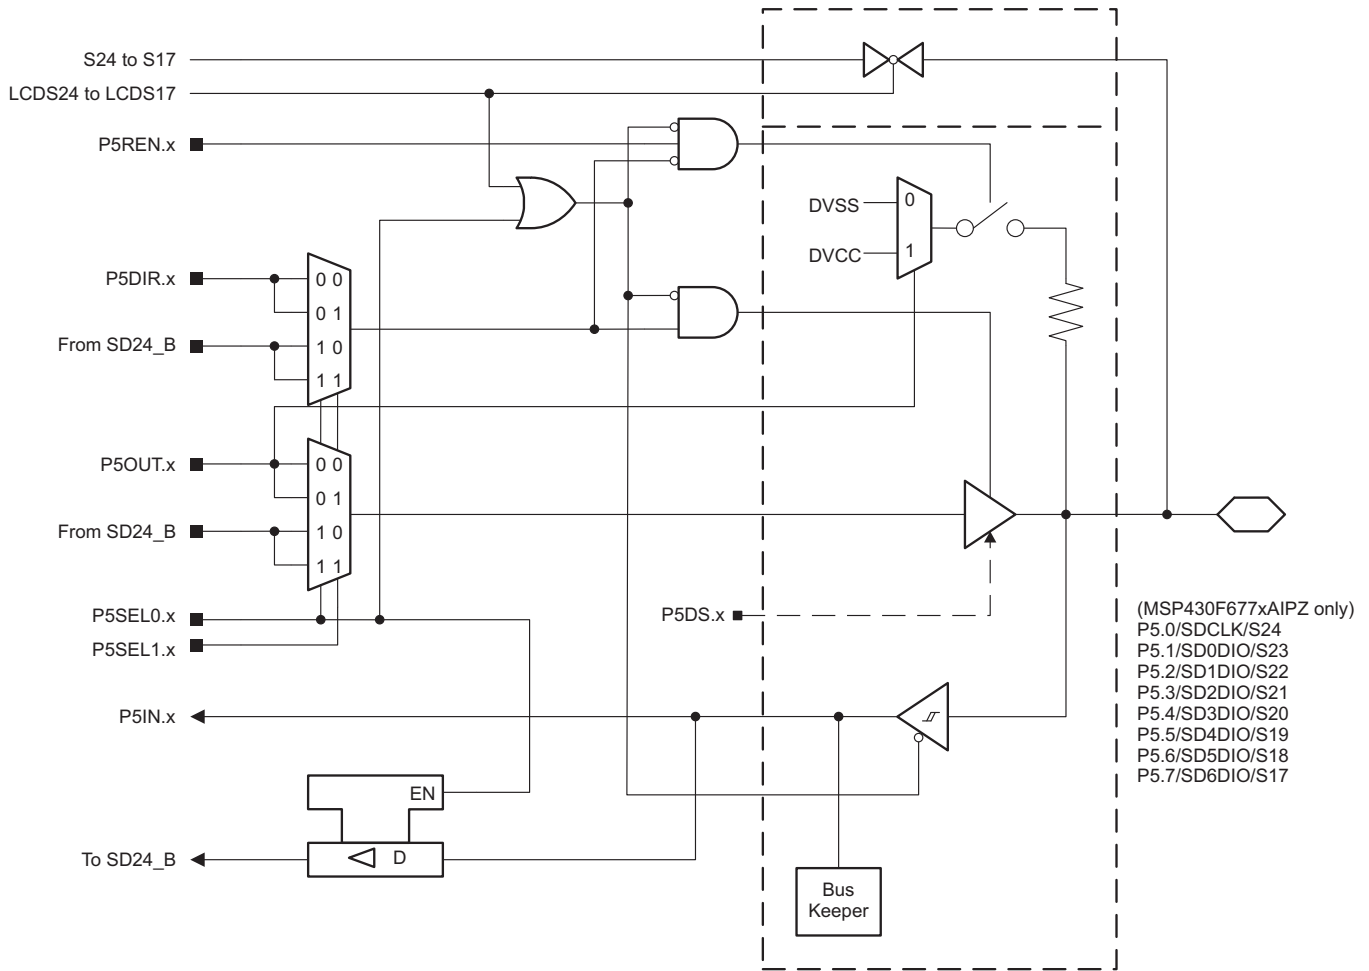 S24 to S17
LCDS24 to LCDS17
P5REN.x
DVSS
0
DVCC
1
P5DIR.x
0 0
0 1
From SD24_B
1 0
1 1
P5OUT.x
0 0
0 1
From SD24_B
1 0
1 1
P5SEL0.x
P5SEL1.x
P5DS.x
(MSP430F677xAIPZ only)
P5.0/SDCLK/S24
P5.1/SD0DIO/S23
P5.2/SD1DIO/S22
P5.3/SD2DIO/S21
P5.4/SD3DIO/S20
P5.5/SD4DIO/S19
P5.6/SD5DIO/S18
P5.7/SD6DIO/S17
P5IN.x
EN
To SD24_B
D
Bus
Keeper